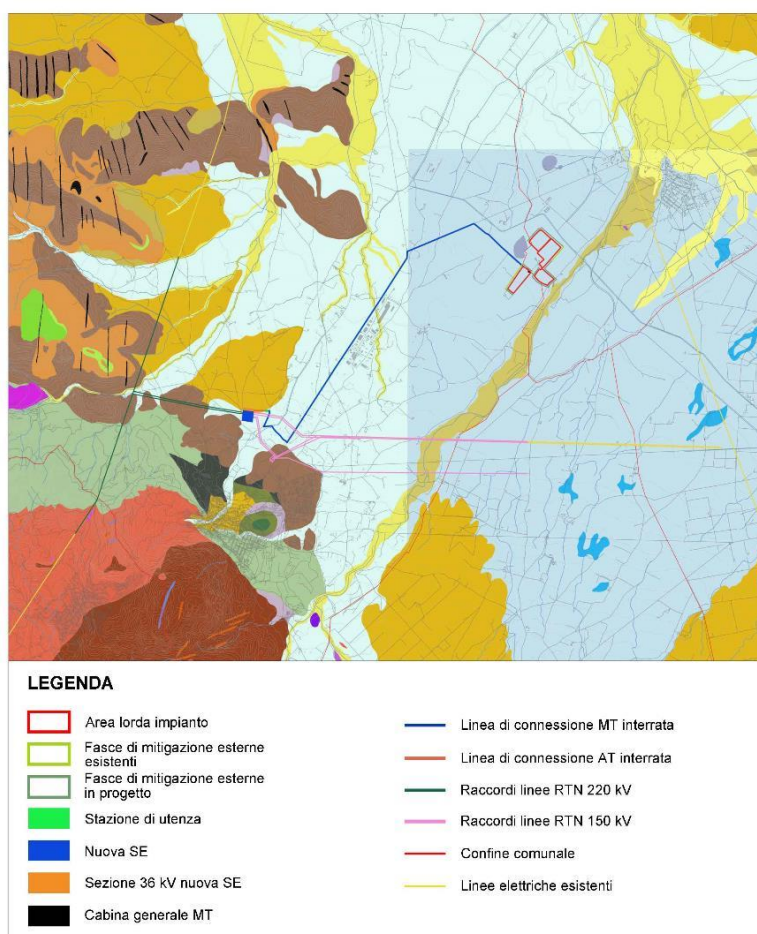 LEGENDA
Area lorda impianto
Fasce di mitigazione esterne
esistenti
Fasce di mitigazione esterne
in progetto
Stazione di utenza
Nuova SE
Sezione 36 kV nuova SE
Cabina generale MT
Linea di connessione MT interrata
Linea di connessione AT interrata
Raccordi linee RTN 220 kV
Raccordi linee RTN 150 kV
Confine comunale
Linee elettriche esistenti